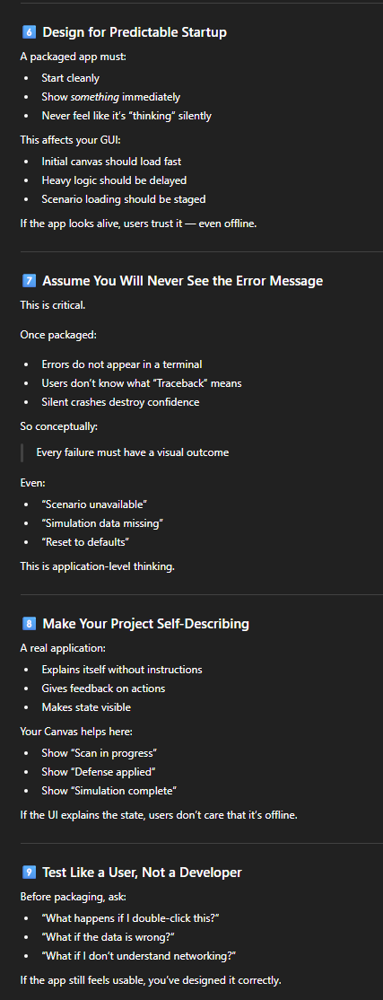 6️⃣ Design for Predictable Startup
A packaged app must:
• Start cleanly
• Show something immediately
• Never feel like it's "thinking" silently
This affects your GUI:
• Initial canvas should load fast
• Heavy logic should be delayed
• Scenario loading should be staged
If the app looks alive, users trust it — even offline.
7️⃣ Assume You Will Never See the Error Message
This is critical.
Once packaged:
• Errors do not appear in a terminal
• Users don't know what "Traceback" means
• Silent crashes destroy confidence
So conceptually:
Every failure must have a visual outcome
Even:
• "Scenario unavailable"
• "Simulation data missing"
• "Reset to defaults"
This is application-level thinking.
8️⃣ Make Your Project Self-Describing
A real application:
• Explains itself without instructions
• Gives feedback on actions
• Makes state visible
Your Canvas helps here:
• Show "Scan in progress"
• Show "Defense applied"
• Show "Simulation complete"
If the UI explains the state, users don't care that it's offline.
9️⃣ Test Like a User, Not a Developer
Before packaging, ask:
• "What happens if I double-click this?"
• "What if the data is wrong?"
• "What if I don't understand networking?"
If the app still feels usable, you've designed it correctly.